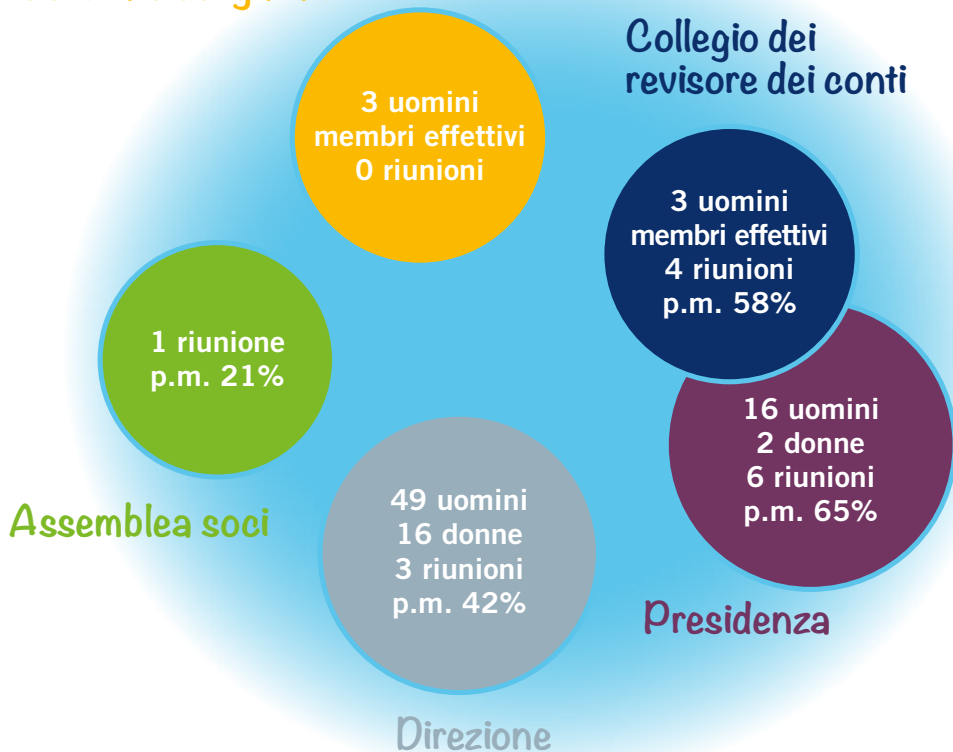 Collegio dei
revisore dei conti
3 uomini
membri effettivi
0 riunioni
3 uomini
membri effettivi
4 riunioni
p.m. 58%
1 riunione
p.m. 21%
16 uomini
2 donne
6 riunioni
p.m. 65%
Assemblea soci
49 uomini
16 donne
3 riunioni
p.m. 42%
Presidenza
Direzione